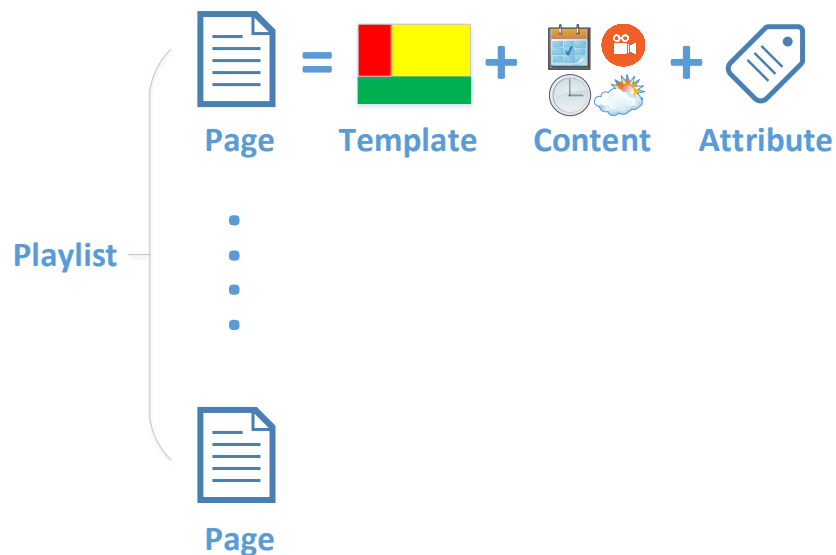 Page = Template + Content + Attribute
Playlist
Page